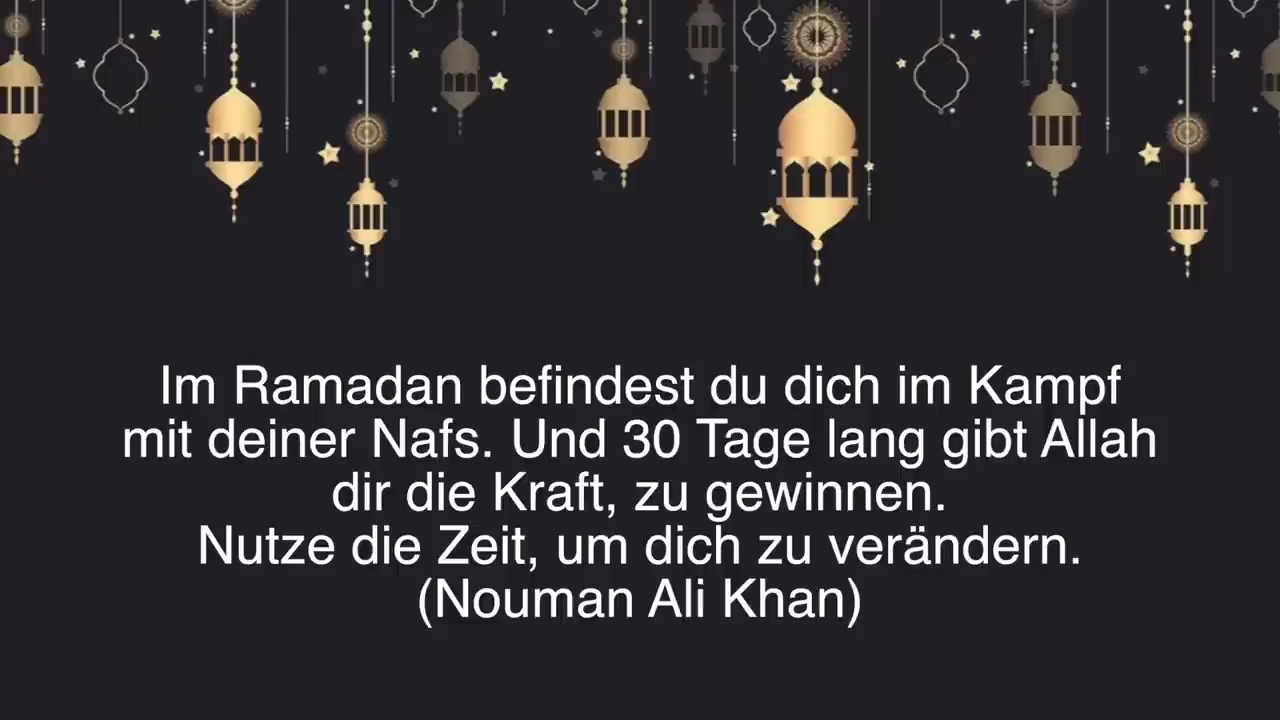 Im Ramadan befindest du dich im Kampf
mit deiner Nafs. Und 30 Tage lang gibt Allah
dir die Kraft, zu gewinnen.
Nutze die Zeit, um dich zu verändern.
(Nouman Ali Khan)